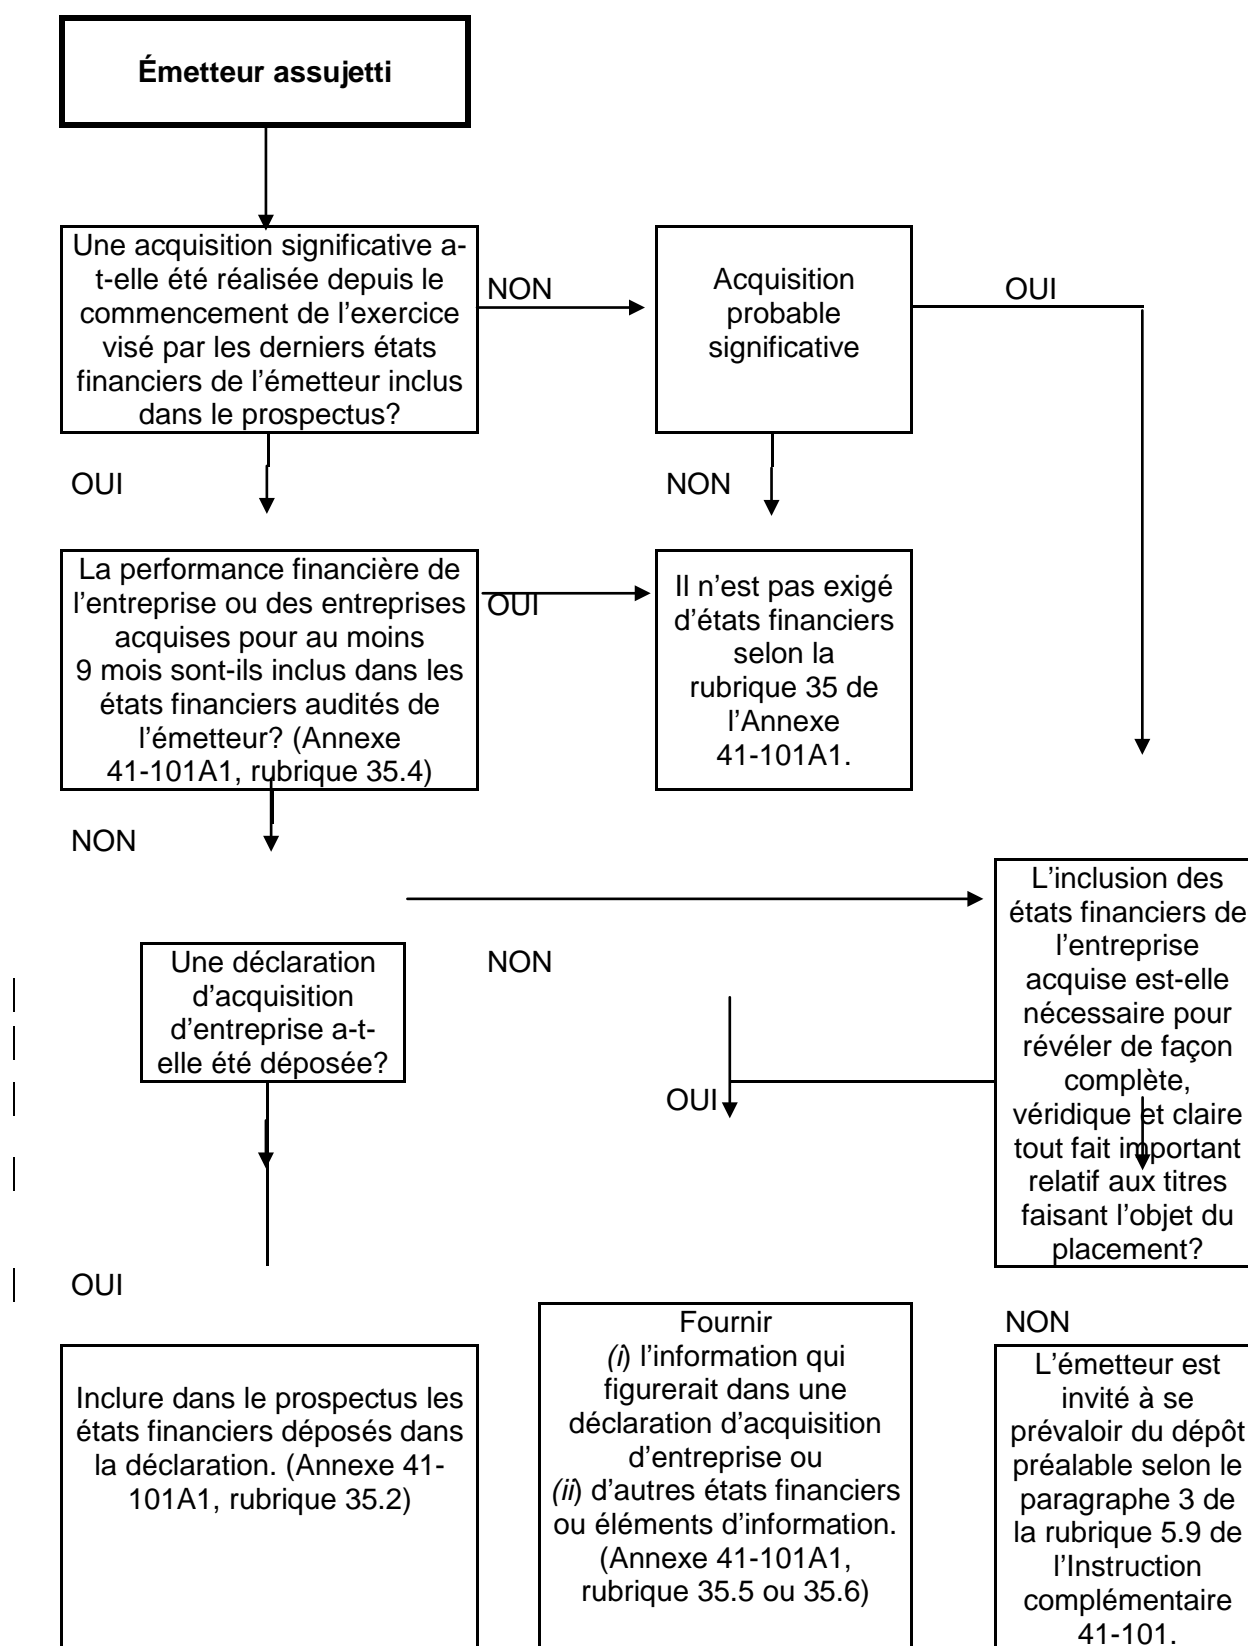 Émetteur assujetti
Une acquisition significative a-
t-elle été réalisée depuis le
commencement de l'exercice
visé par les derniers états
financiers de l'émetteur inclus
dans le prospectus?
NON
Acquisition
probable
significative
OUI
OUI
NON
La performance financière de
l'entreprise ou des entreprises
acquises pour au moins
9 mois sont-ils inclus dans les
états financiers audités de
l'émetteur? (Annexe
41-101A1, rubrique 35.4)
OUI
Il n'est pas exigé
d'états financiers
selon la
rubrique 35 de
l'Annexe
41-101A1.
NON
Une déclaration
d'acquisition
d'entreprise a-t-
elle été déposée?
NON
L'inclusion des
états financiers de
l'entreprise
acquise est-elle
nécessaire pour
révéler de façon
complète,
véridique et claire
tout fait important
relatif aux titres
faisant l'objet du
placement?
OUI
OUI
NON
Inclure dans le prospectus les
états financiers déposés dans
la déclaration. (Annexe 41-
101A1, rubrique 35.2)
Fournir
(i) l'information qui
figurerait dans une
déclaration d'acquisition
d'entreprise ou
(ii) d'autres états financiers
ou éléments d'information.
(Annexe 41-101A1,
rubrique 35.5 ou 35.6)
L'émetteur est
invité à se
prévaloir du dépôt
préalable selon le
paragraphe 3 de
la rubrique 5.9 de
l'Instruction
complémentaire
41-101.